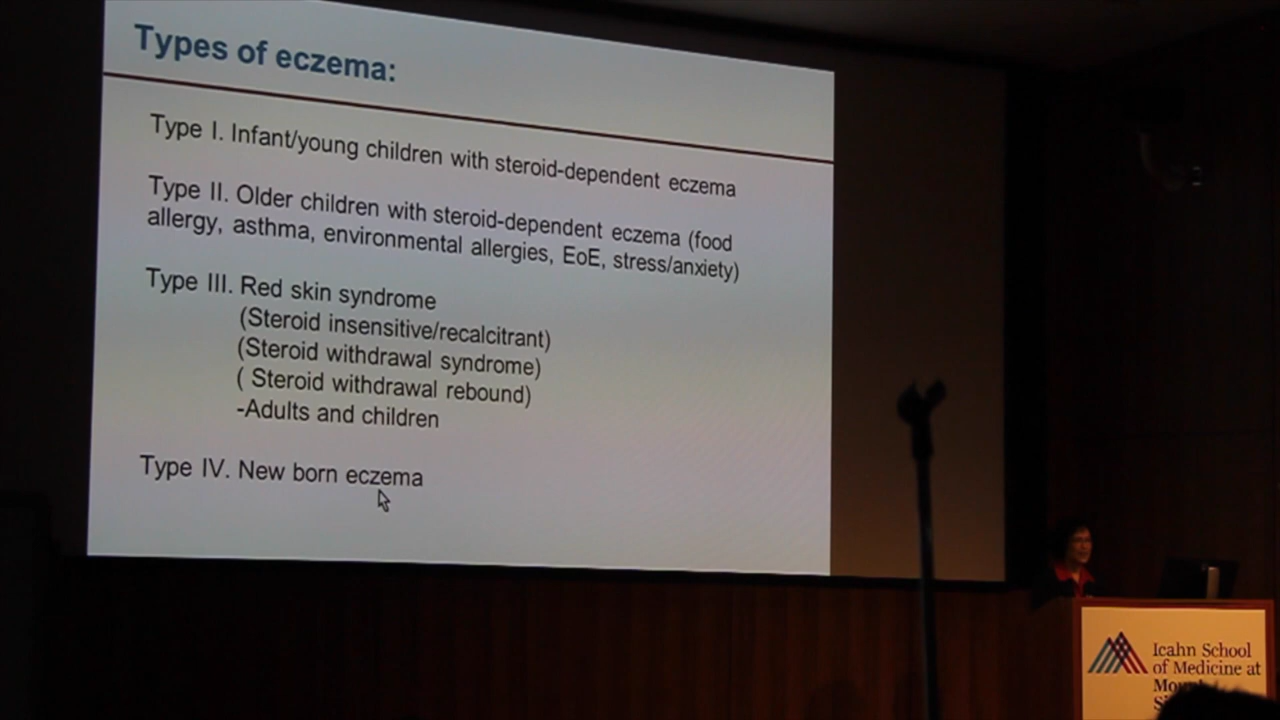 Types of eczema:
Type I. Infant/young children with steroid-dependent eczema
Type II. Older children with steroid-dependent eczema (food
allergy, asthma, environmental allergies, EoE, stress/anxiety)
Type III. Red skin syndrome
(Steroid insensitive/recalcitrant)
(Steroid withdrawal syndrome)
( Steroid withdrawal rebound)
-Adults and children
Type IV. New born eczema
Icahn School
of Medicine at